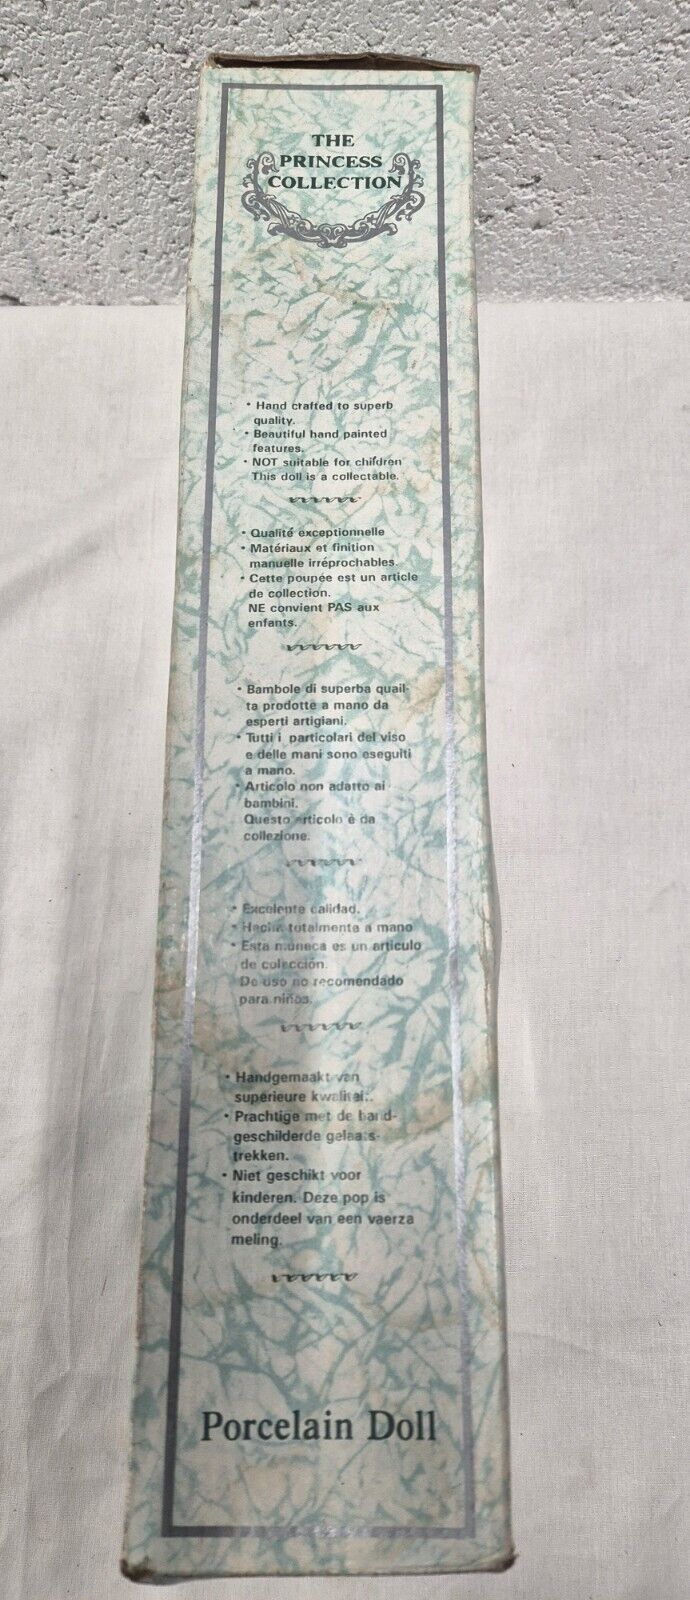 THE
PRINCESS
COLLECTION
• Hand crafted to superb
quality.
• Beautiful hand painted
features.
• NOT suitable for children
This doll is a collectable.
• Qualité exceptionnelle
• Matériaux et finition
manuelle irréprochables.
• Cette poupée est un article
de collection.
NE convient PAS aux
enfants.
• Bambole di superba quail-
ta prodotte a mano da
esperti artigiani.
• Tutti i particolari del viso
e delle mani sono eseguiti
a mano.
• Articolo non adatto ai
bambini.
Questo articolo è da
collezione.
• Excelente calidad.
• Hecha totalmente a mano
• Esta muneca es un articulo
de colección.
De uso no recomendado
para niños.
• Handgemaakt van
superieure kwaliteit.
• Prachtige met de hand-
geschilderde gelaats-
trekken.
• Niet geschikt voor
kinderen. Deze pop is
onderdeel van een vaerza
meling.
Porcelain Doll